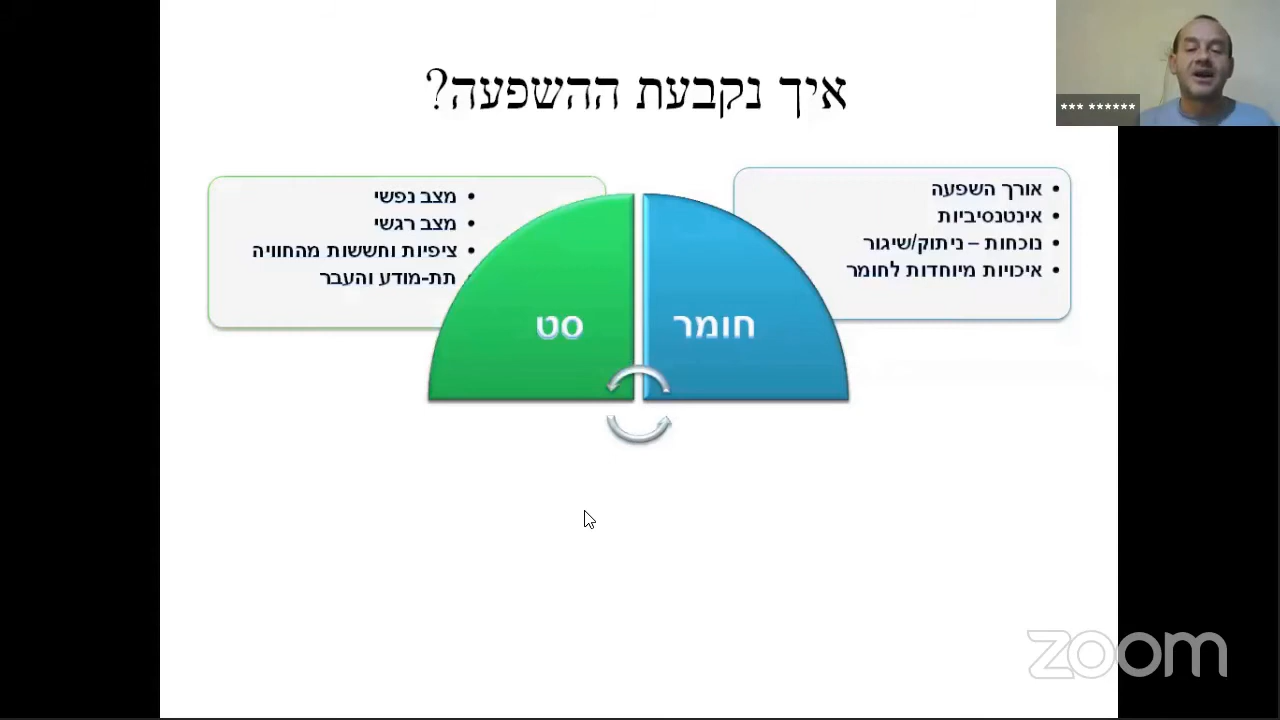 איך נקבעת ההשפעה?
*** ******
• אורך השפעה
• אינטנסיביות
• נוכחות – ניתוק/שיגור
• איכויות מיוחדות לחומר
• מצב נפשי
• מצב רגשי
• ציפיות וחששות מהחוויה
• תת-מודע והעבר
חומר
סט
zoom